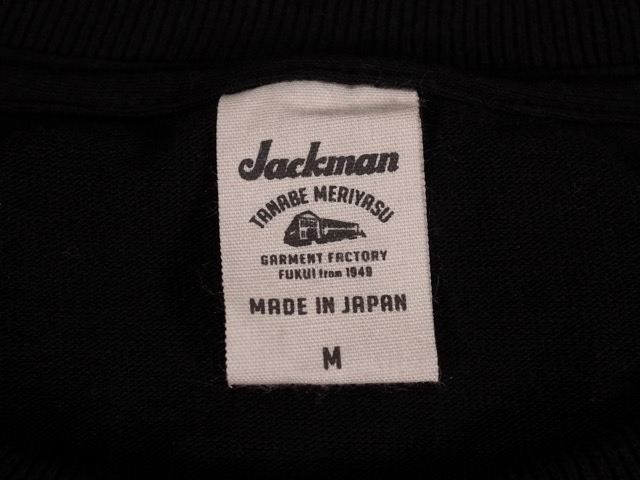 Jackman
TANABE MERIYASU
GARMENT FACTORY
FUKUI from 1949
MADE IN JAPAN
M